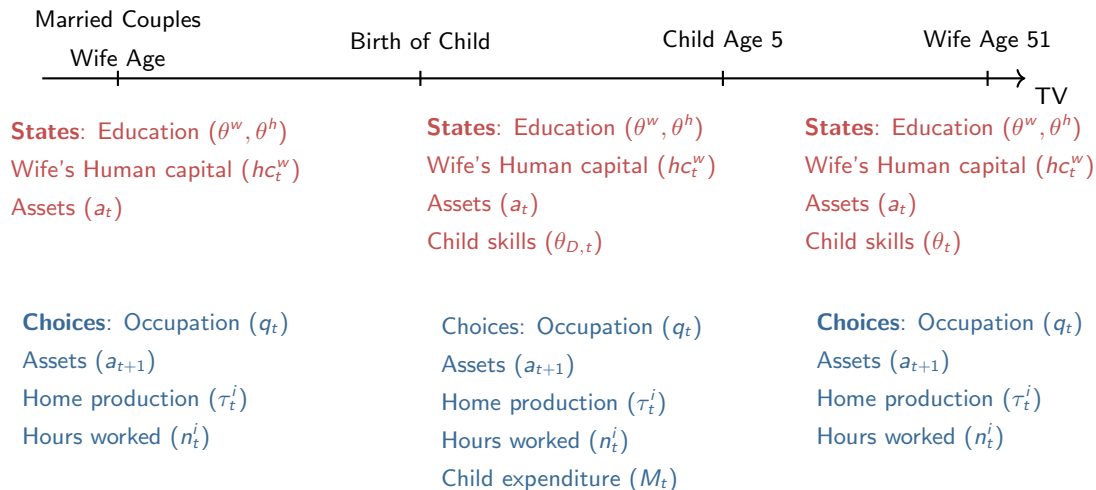 Married Couples
Wife Age
Birth of Child
Child Age 5
Wife Age 51
TV
States: Education (θ^w, θ^h)
Wife's Human capital (hc_t^w)
Assets (a_t)
States: Education (θ^w, θ^h)
Wife's Human capital (hc_t^w)
Assets (a_t)
Child skills (θ_{D,t})
States: Education (θ^w, θ^h)
Wife's Human capital (hc_t^w)
Assets (a_t)
Child skills (θ_t)
Choices: Occupation (q_t)
Assets (a_{t+1})
Home production (τ_t^i)
Hours worked (n_t^i)
Choices: Occupation (q_t)
Assets (a_{t+1})
Home production (τ_t^i)
Hours worked (n_t^i)
Child expenditure (M_t)
Choices: Occupation (q_t)
Assets (a_{t+1})
Home production (τ_t^i)
Hours worked (n_t^i)